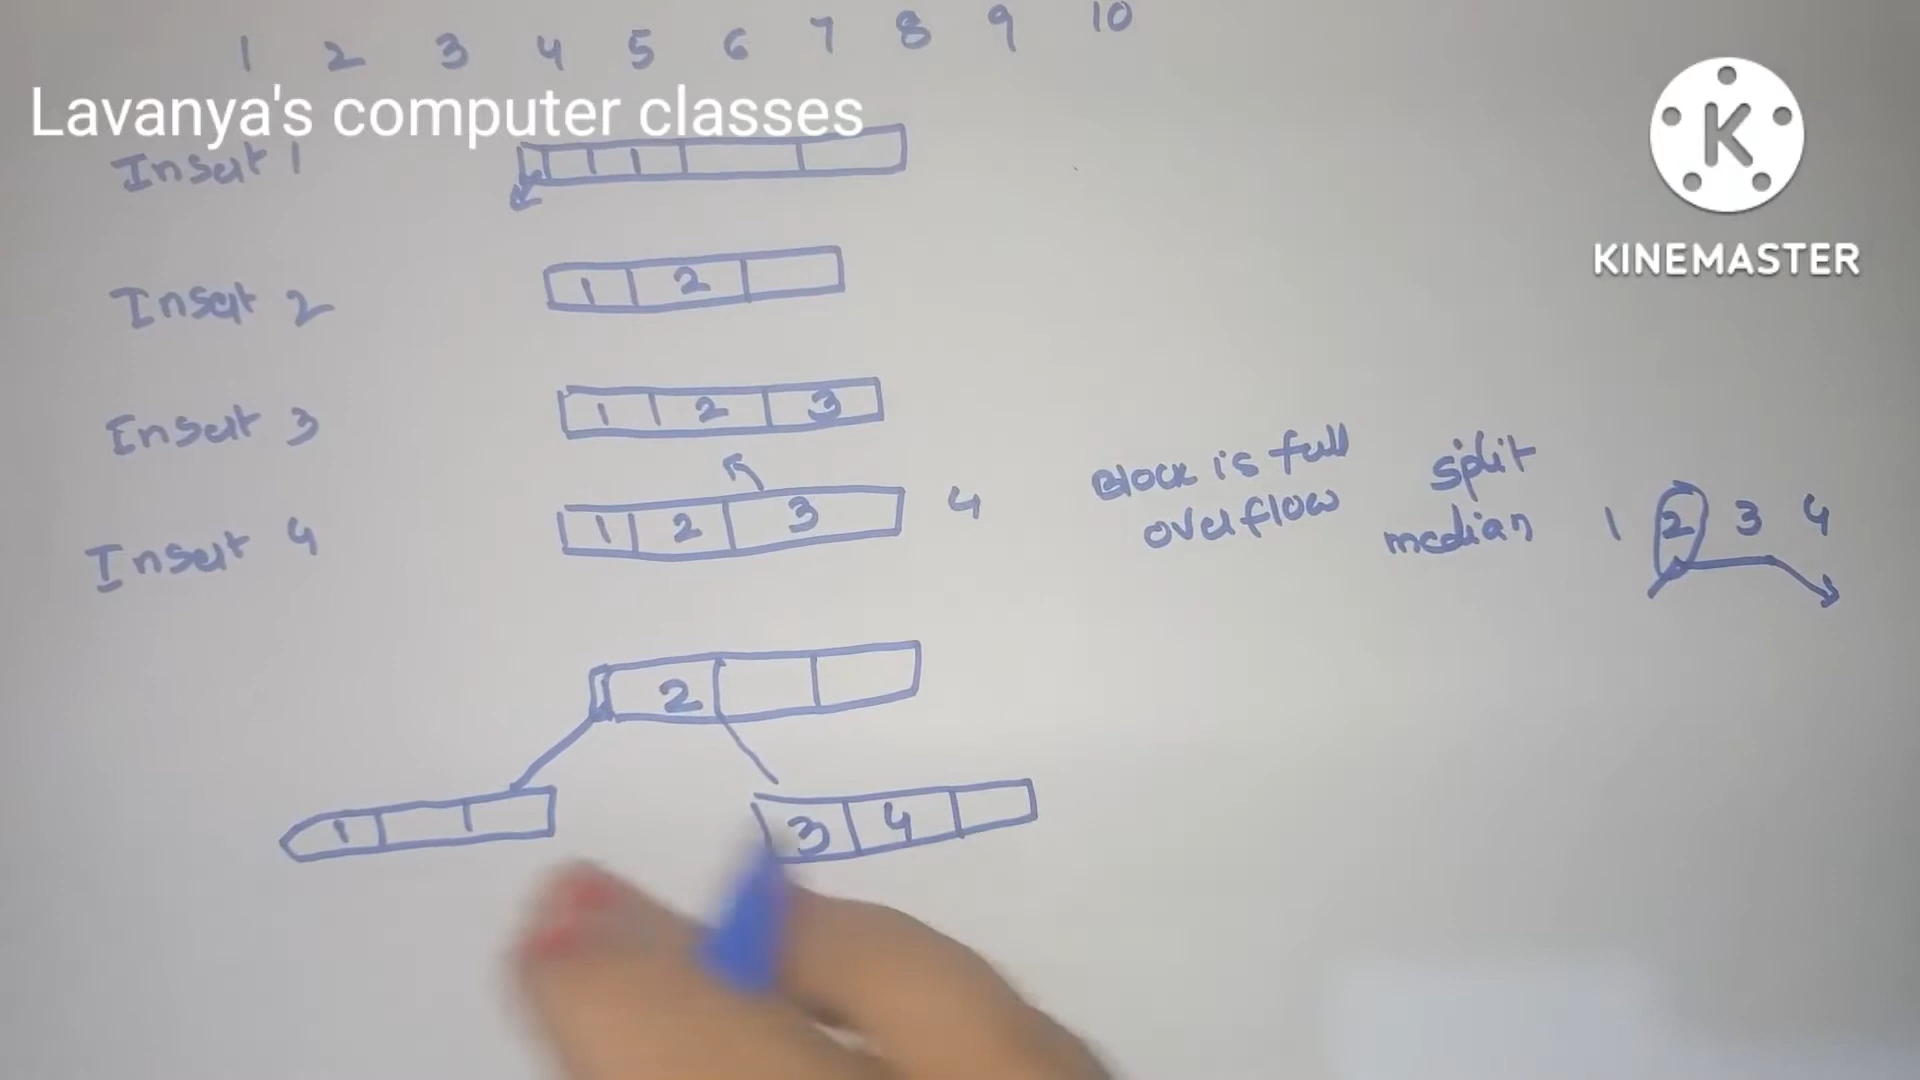 1 2 3 4 5 6 7 8 9 10
Lavanya's computer classes
K
KINEMASTER
Insert 1
1
Insert 2
1 2
Insert 3
1 2 3
Insert 4
1 2 3 4
Block is full
overflow
split
median 1 2 3 4
2
1
3 4